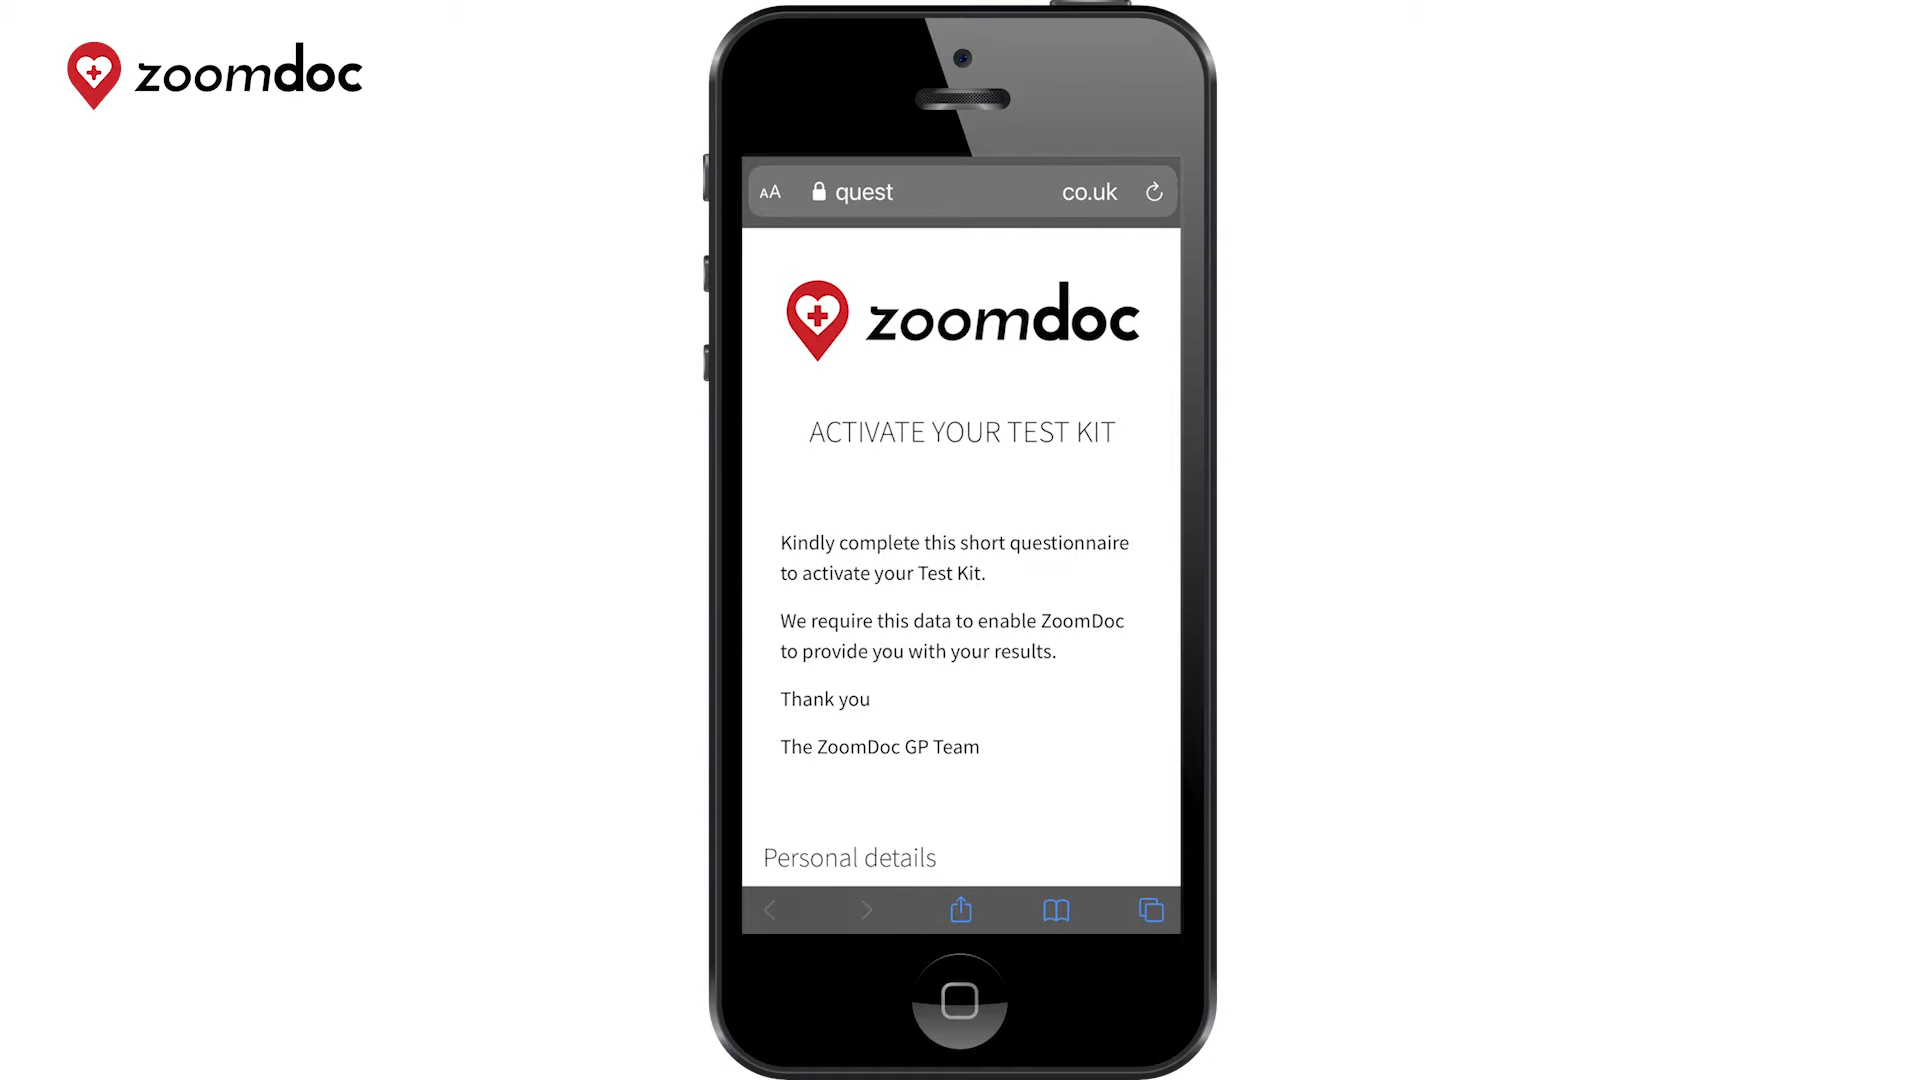 zoomdoc
AA quest co.uk
zoomdoc
ACTIVATE YOUR TEST KIT
Kindly complete this short questionnaire
to activate your Test Kit.
We require this data to enable ZoomDoc
to provide you with your results.
Thank you
The ZoomDoc GP Team
Personal details